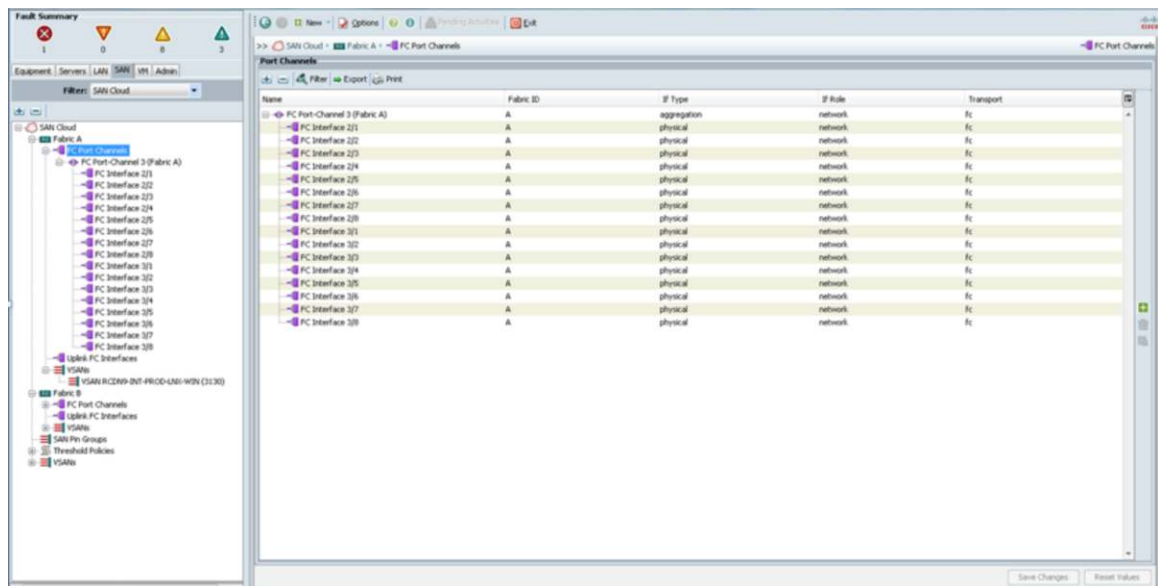 Fault Summary
1 0 8 3
Equipment Servers LAN SAN VM Admin
Filter: SAN Cloud
SAN Cloud
Fabric A
FC Port Channels
FC Port-Channel 3 (Fabric A)
FC Interface 2/1
FC Interface 2/2
FC Interface 2/3
FC Interface 2/4
FC Interface 2/5
FC Interface 2/6
FC Interface 2/7
FC Interface 2/8
FC Interface 3/1
FC Interface 3/2
FC Interface 3/3
FC Interface 3/4
FC Interface 3/5
FC Interface 3/6
FC Interface 3/7
FC Interface 3/8
Uplink FC Interfaces
VSANs
VSAN RCDN9-INT-PROD-LNX-WIN (3130)
Fabric B
FC Port Channels
Uplink FC Interfaces
VSANs
SAN Pin Groups
Threshold Policies
VSANs
New Options Pending Activities Exit
>> SAN Cloud Fabric A FC Port Channels FC Port Channels
Port Channels
Filter Export Print
Name Fabric ID IF Type IF Role Transport
FC Port-Channel 3 (Fabric A) A aggregation network fc
FC Interface 2/1 A physical network fc
FC Interface 2/2 A physical network fc
FC Interface 2/3 A physical network fc
FC Interface 2/4 A physical network fc
FC Interface 2/5 A physical network fc
FC Interface 2/6 A physical network fc
FC Interface 2/7 A physical network fc
FC Interface 2/8 A physical network fc
FC Interface 3/1 A physical network fc
FC Interface 3/2 A physical network fc
FC Interface 3/3 A physical network fc
FC Interface 3/4 A physical network fc
FC Interface 3/5 A physical network fc
FC Interface 3/6 A physical network fc
FC Interface 3/7 A physical network fc
FC Interface 3/8 A physical network fc
Save Changes Reset Values